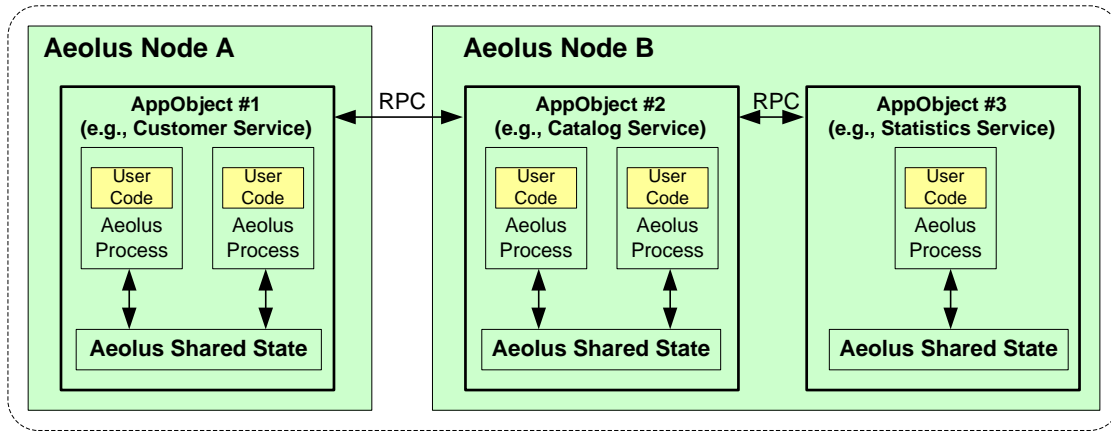 Aeolus Node A
AppObject #1
(e.g., Customer Service)
User
Code
Aeolus
Process
User
Code
Aeolus
Process
Aeolus Shared State
RPC
Aeolus Node B
AppObject #2
(e.g., Catalog Service)
User
Code
Aeolus
Process
User
Code
Aeolus
Process
Aeolus Shared State
RPC
AppObject #3
(e.g., Statistics Service)
User
Code
Aeolus
Process
Aeolus Shared State